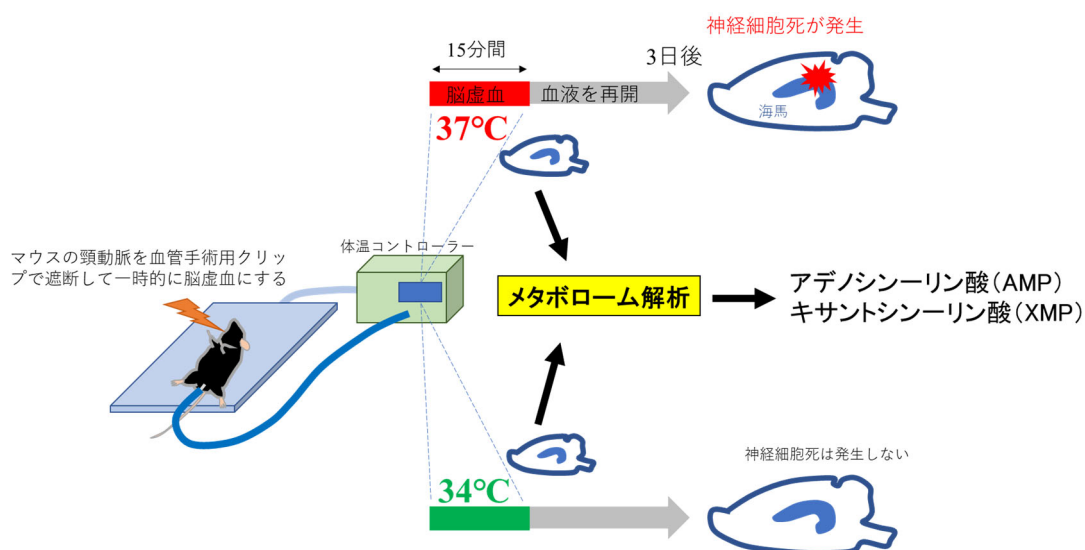 神経細胞死が発生
15分間
3日後
脳虚血
血液を再開
海馬
37℃
マウスの頸動脈を血管手術用クリッ
プで遮断して一時的に脳虚血にする
体温コントローラー
メタボローム解析
アデノシンーリン酸（AMP）
キサントシンーリン酸（XMP）
34℃
神経細胞死は発生しない